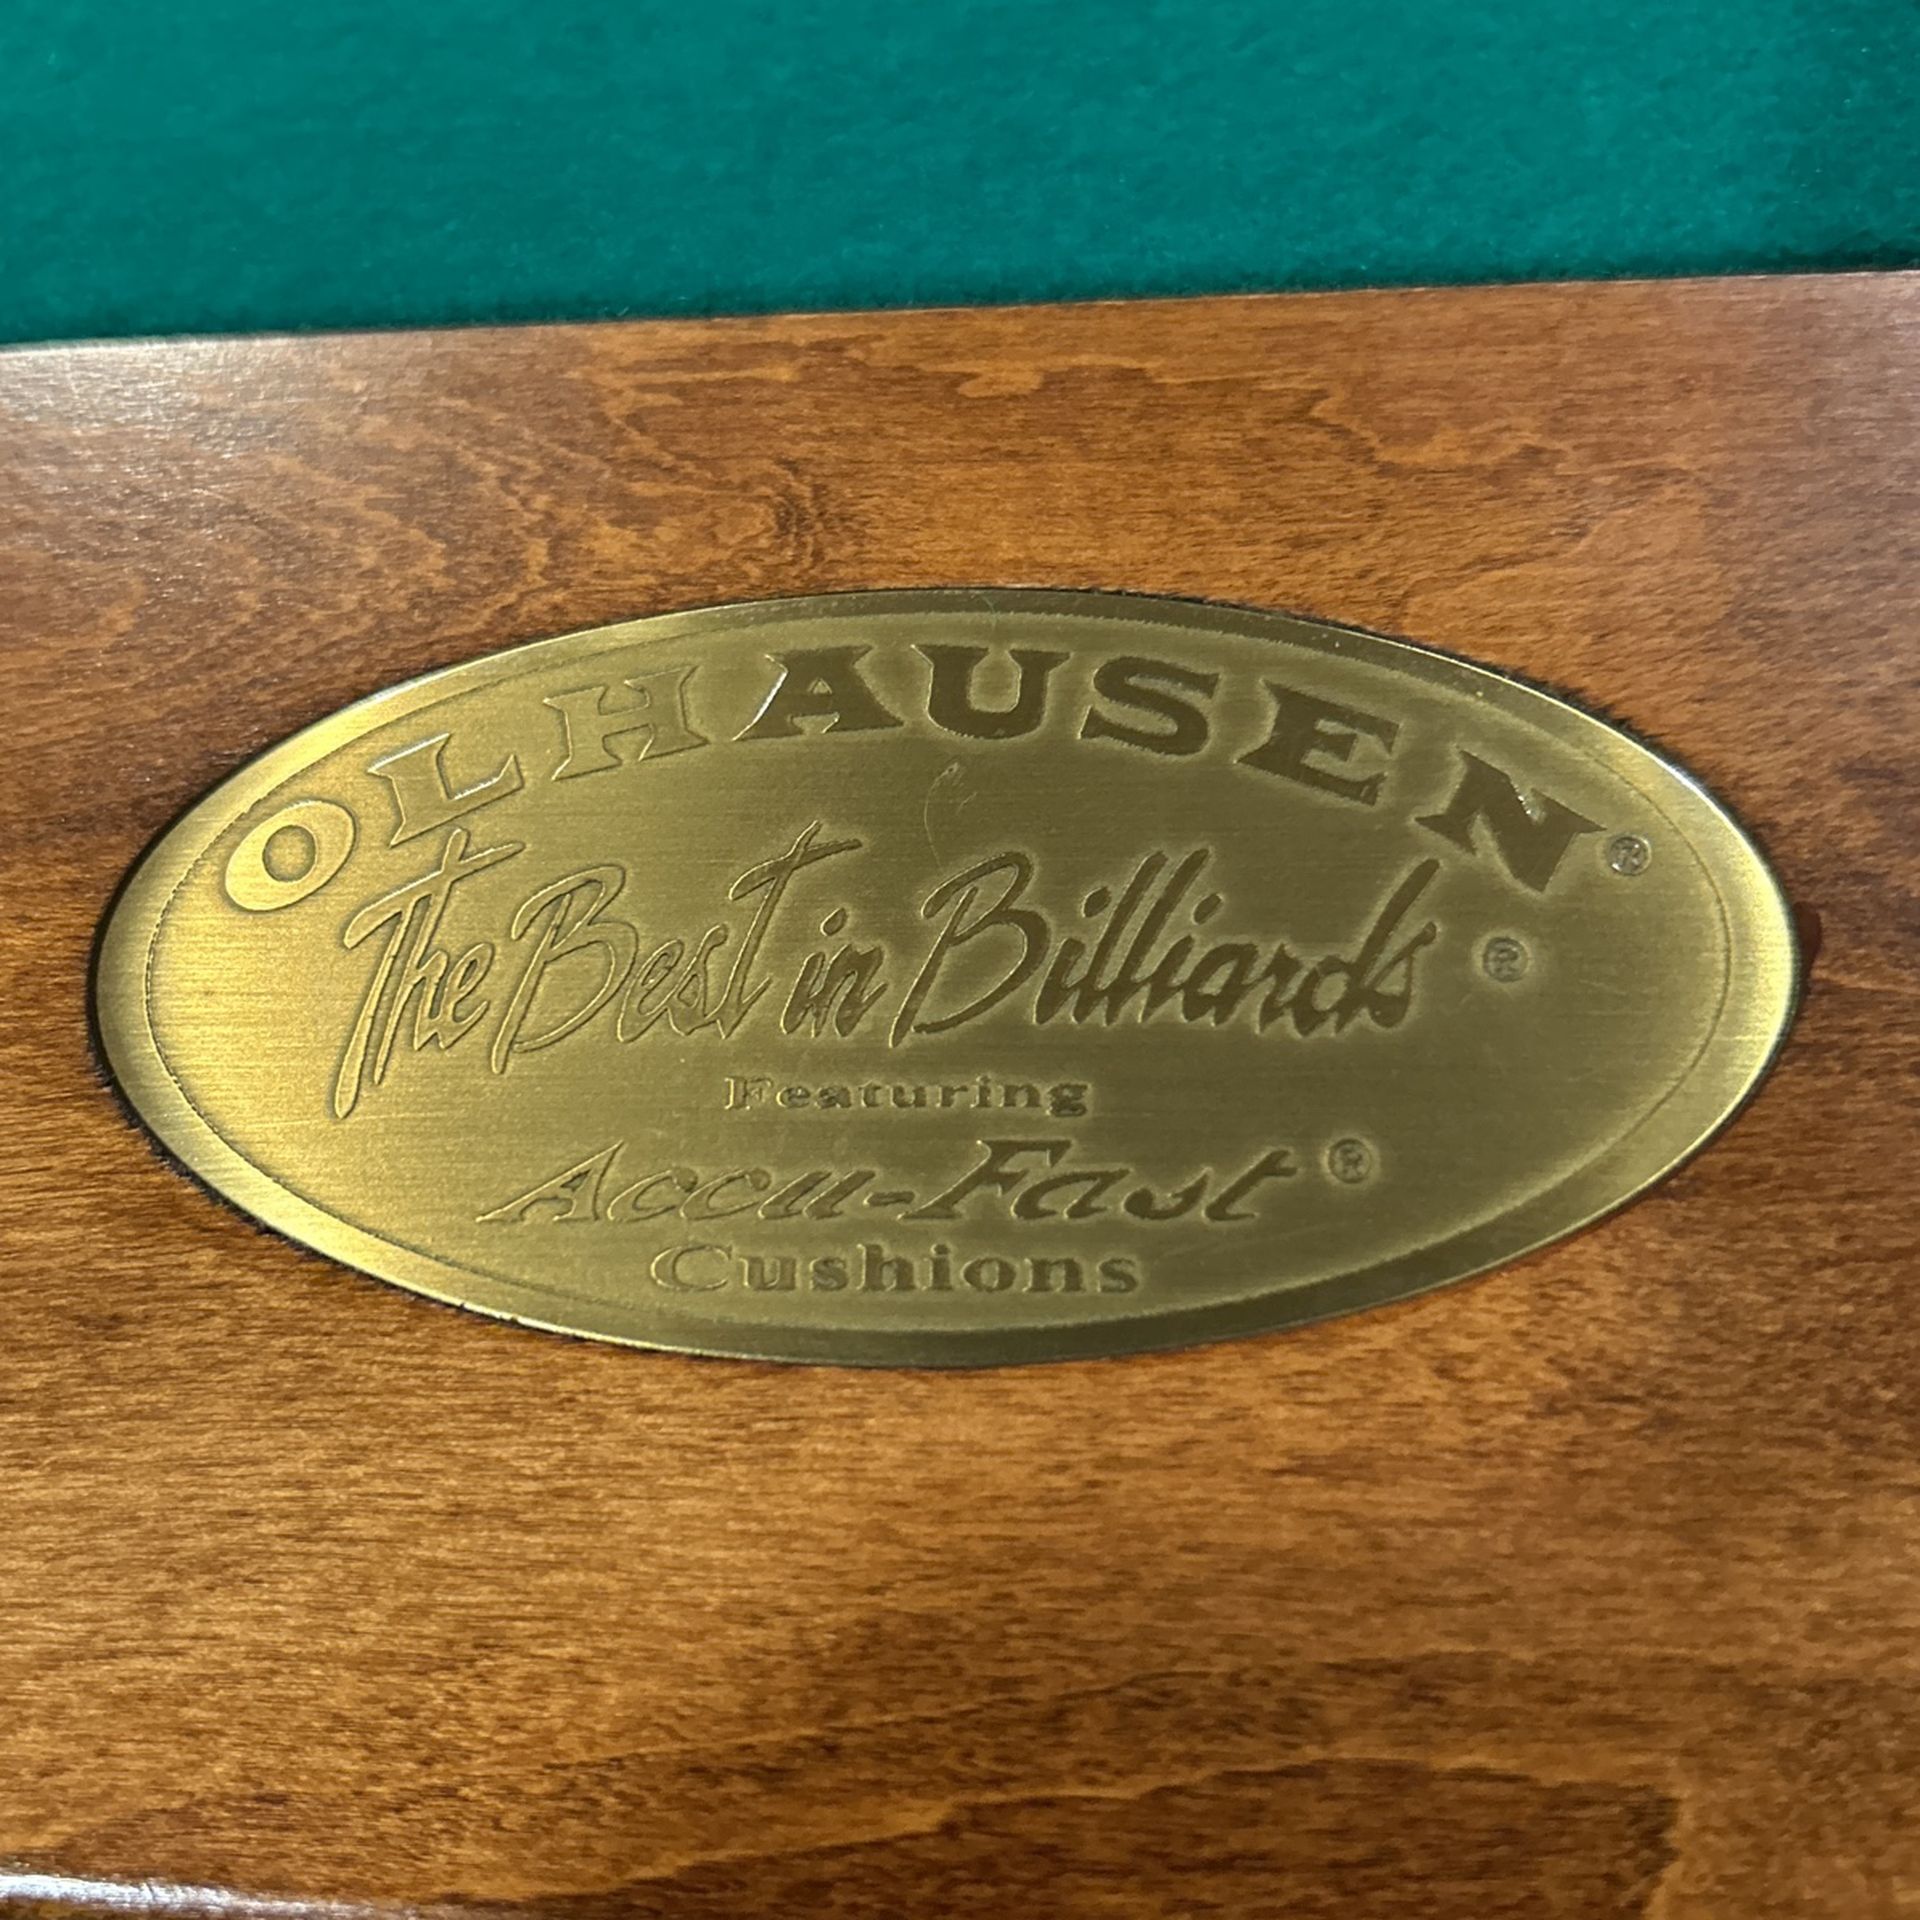 OLHAUSEN®
The Best in Billiards ®
Featuring
Accu-Fast ®
Cushions